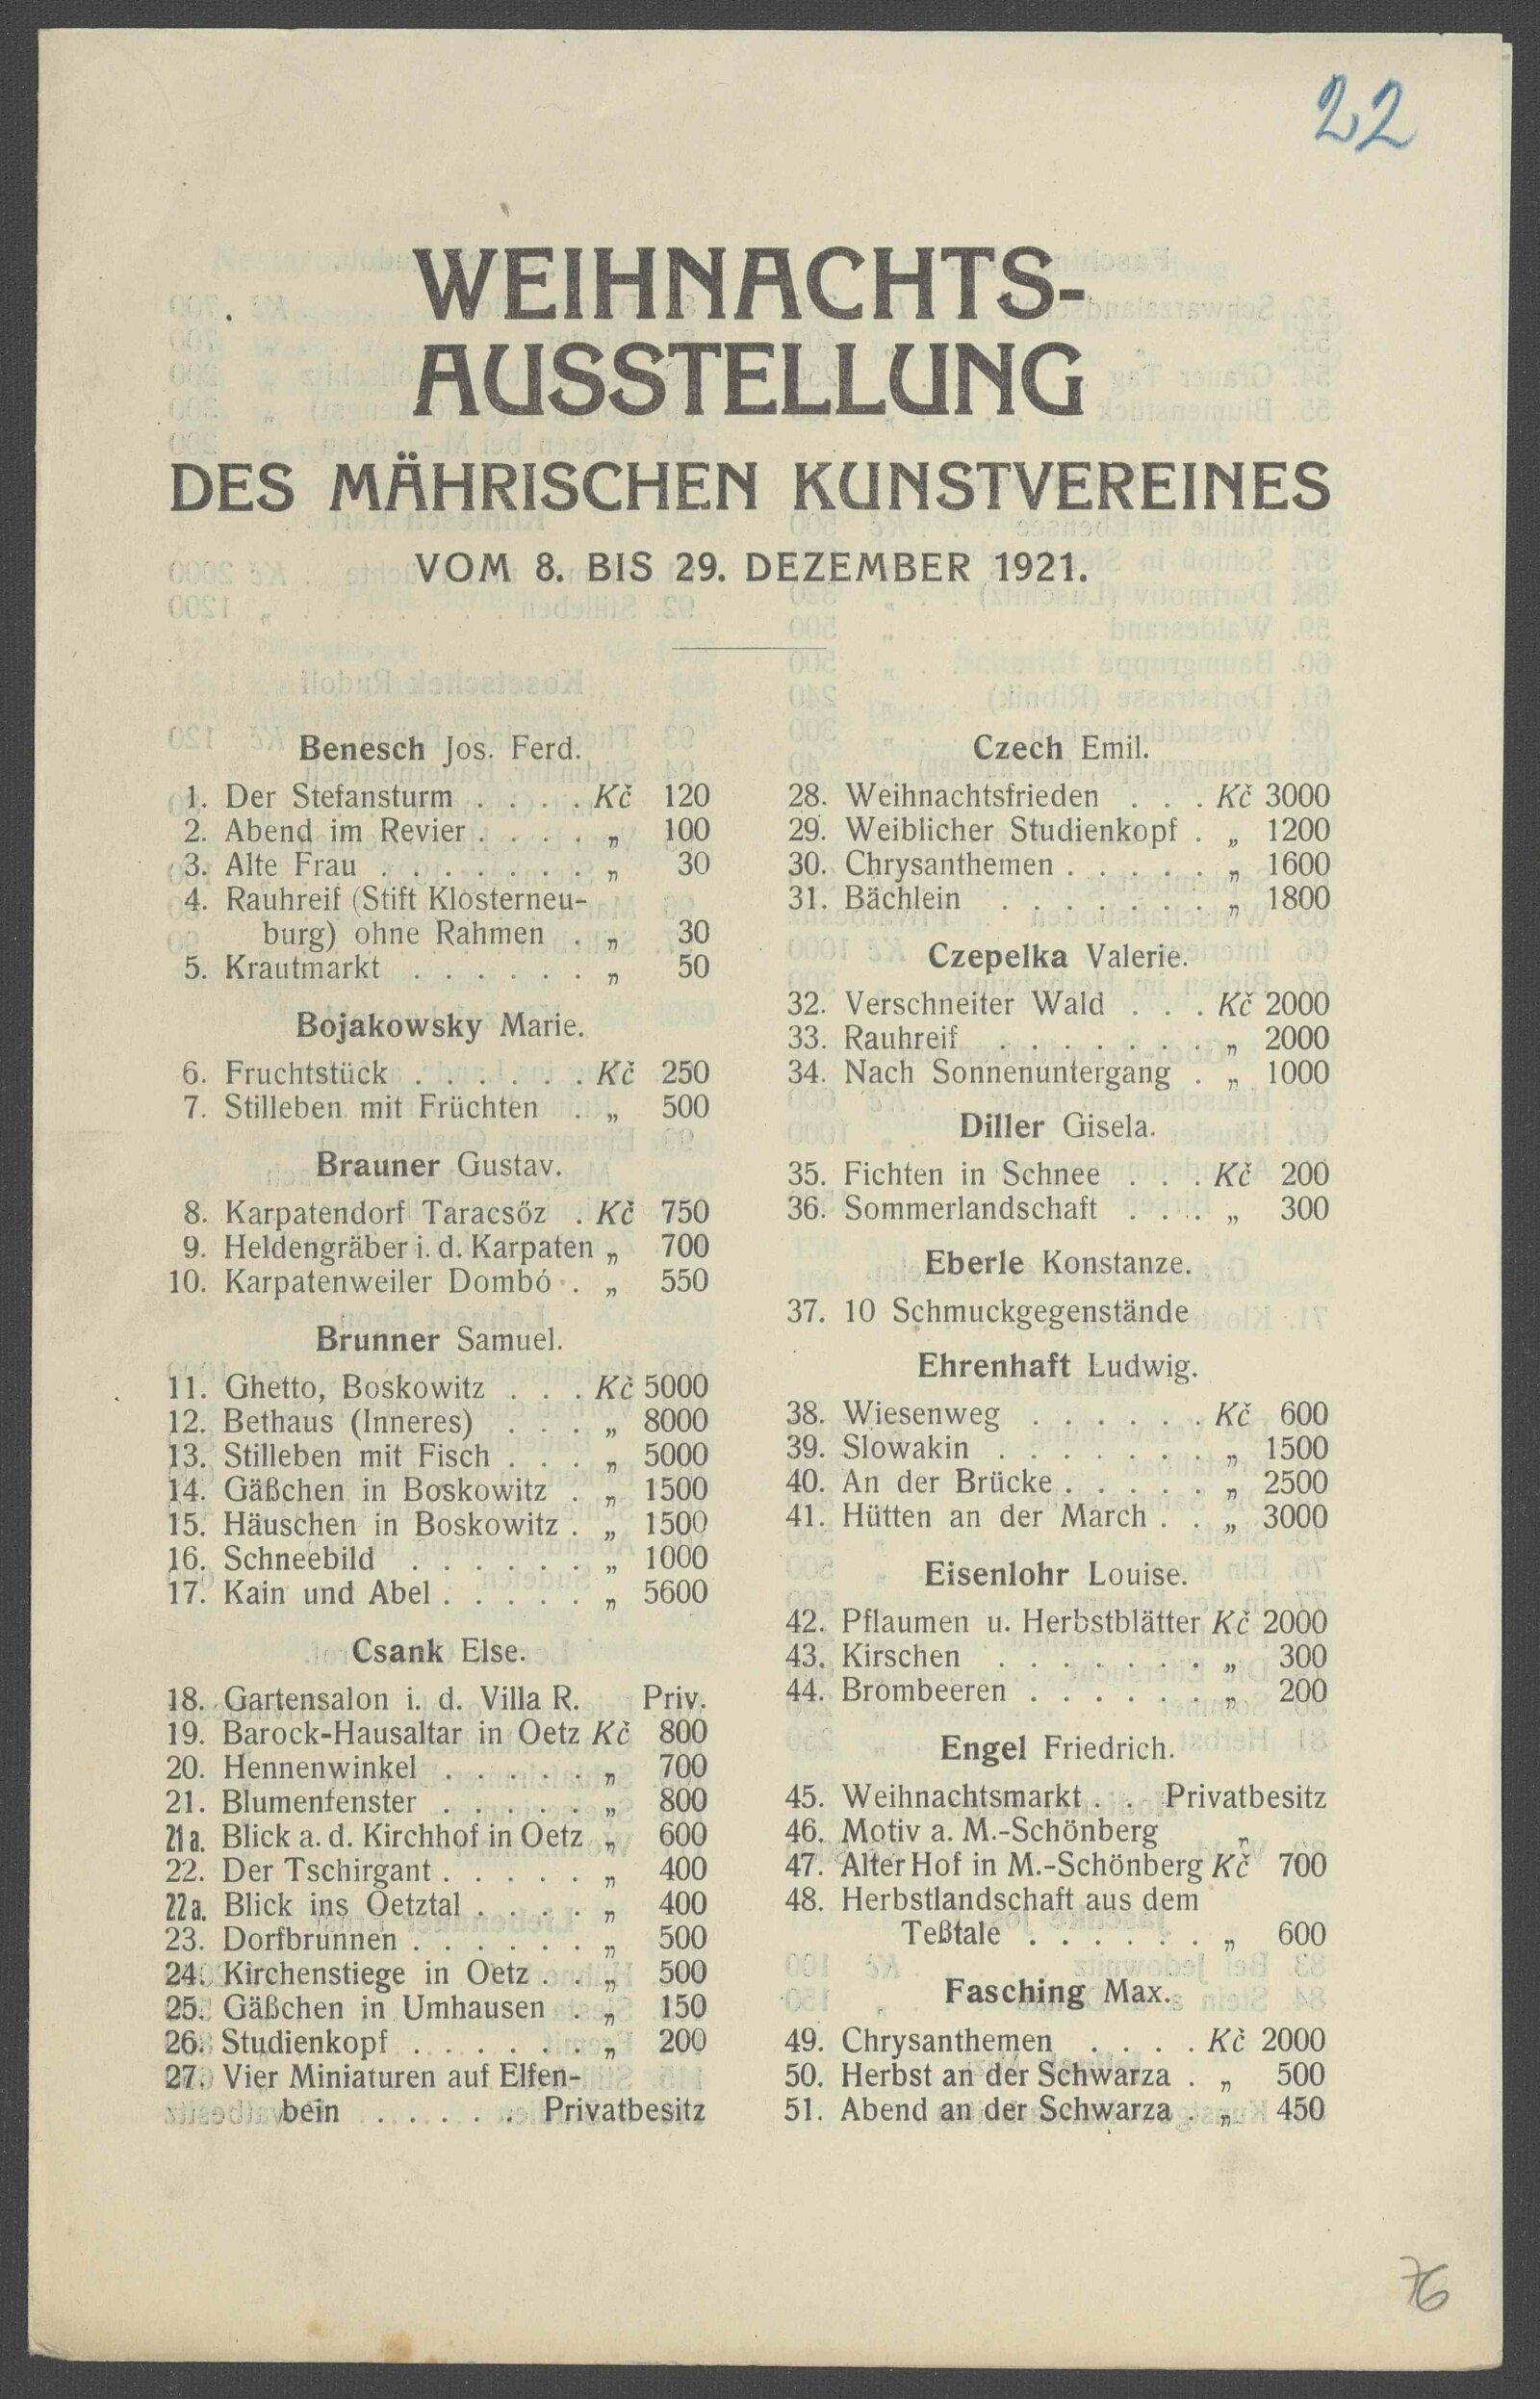 22
WEIHNACHTS-
AUSSTELLUNG
DES MÄHRISCHEN KUNSTVEREINES
VOM 8. BIS 29. DEZEMBER 1921.
Benesch Jos. Ferd.
1. Der Stefansturm . . . . Kč 120
2. Abend im Revier . . . . „ 100
3. Alte Frau . . . . . . . „ 30
4. Rauhreif (Stift Klosterneu-
burg) ohne Rahmen . „ 30
5. Krautmarkt . . . . . . „ 50
Bojakowsky Marie.
6. Fruchtstück . . . . . . Kč 250
7. Stilleben mit Früchten . „ 500
Brauner Gustav.
8. Karpatendorf Taracsőz . Kč 750
9. Heldengräber i. d. Karpaten „ 700
10. Karpatenweiler Dombó . „ 550
Brunner Samuel.
11. Ghetto, Boskowitz . . . Kč 5000
12. Bethaus (Inneres) . . . „ 8000
13. Stilleben mit Fisch . . . „ 5000
14. Gäßchen in Boskowitz . „ 1500
15. Häuschen in Boskowitz . „ 1500
16. Schneebild . . . . . . „ 1000
17. Kain und Abel . . . . . „ 5600
Csank Else.
18. Gartensalon i. d. Villa R. Priv.
19. Barock-Hausaltar in Oetz Kč 800
20. Hennenwinkel . . . . . „ 700
21. Blumenfenster . . . . . „ 800
21a. Blick a. d. Kirchhof in Oetz „ 600
22. Der Tschirgant . . . . . „ 400
22a. Blick ins Oetztal . . . . „ 400
23. Dorfbrunnen . . . . . . „ 500
24. Kirchenstiege in Oetz . . „ 500
25. Gäßchen in Umhausen . „ 150
26. Studienkopf . . . . . . „ 200
27. Vier Miniaturen auf Elfen-
bein . . . . . . Privatbesitz
Czech Emil.
28. Weihnachtsfrieden . . . Kč 3000
29. Weiblicher Studienkopf . „ 1200
30. Chrysanthemen . . . . . „ 1600
31. Bächlein . . . . . . . „ 1800
Czepelka Valerie.
32. Verschneiter Wald . . . Kč 2000
33. Rauhreif . . . . . . . „ 2000
34. Nach Sonnenuntergang . „ 1000
Diller Gisela.
35. Fichten in Schnee . . . Kč 200
36. Sommerlandschaft . . . „ 300
Eberle Konstanze.
37. 10 Schmuckgegenstände
Ehrenhaft Ludwig.
38. Wiesenweg . . . . . . Kč 600
39. Slowakin . . . . . . . „ 1500
40. An der Brücke . . . . . „ 2500
41. Hütten an der March . . „ 3000
Eisenlohr Louise.
42. Pflaumen u. Herbstblätter Kč 2000
43. Kirschen . . . . . . . „ 300
44. Brombeeren . . . . . . „ 200
Engel Friedrich.
45. Weihnachtsmarkt . . Privatbesitz
46. Motiv a. M.-Schönberg „
47. Alter Hof in M.-Schönberg Kč 700
48. Herbstlandschaft aus dem
Teßtale . . . . . . „ 600
Fasching Max.
49. Chrysanthemen . . . . Kč 2000
50. Herbst an der Schwarza . „ 500
51. Abend an der Schwarza . „ 450
76